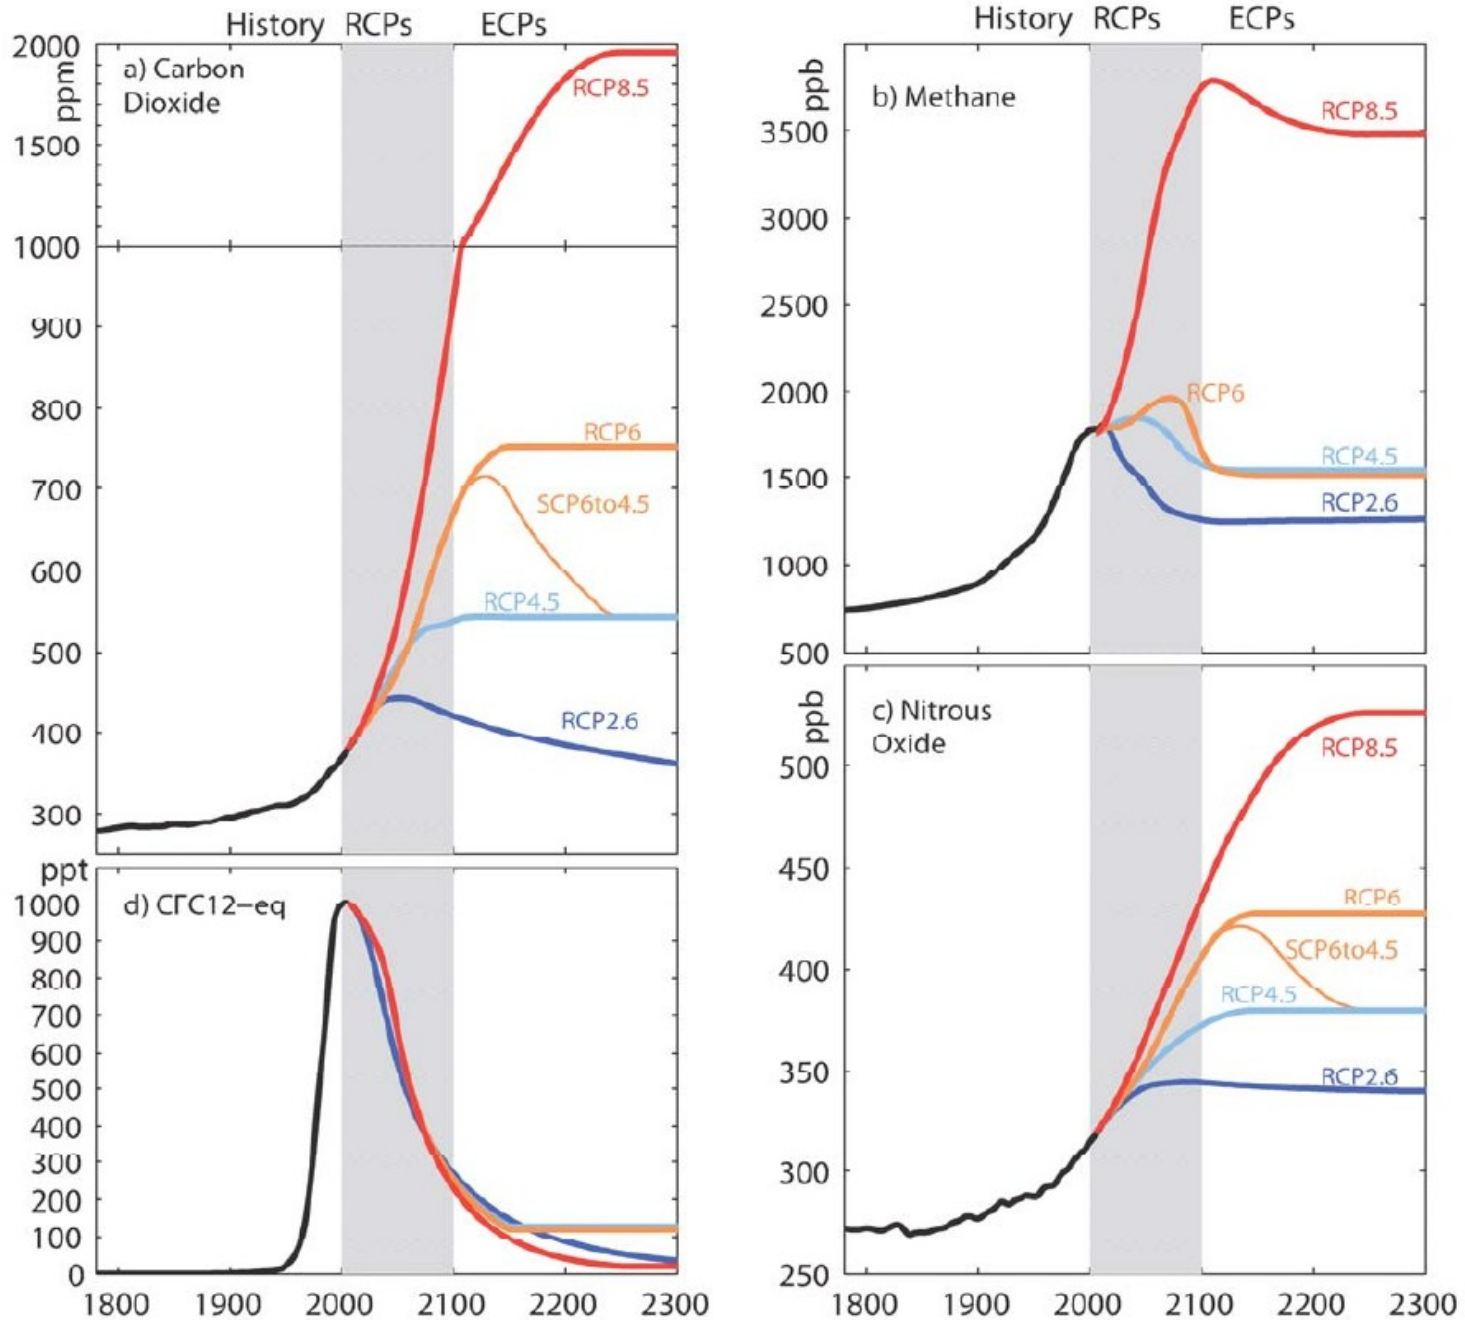 History RCPs ECPs
2000
ppm
a) Carbon
Dioxide
RCP8.5
1500
1000
900
800
RCP6
700
SCP6to4.5
600
RCP4.5
500
RCP2.6
400
300
ppt
1000
d) CFC12-eq
900
800
700
600
500
400
300
200
100
0
1800 1900 2000 2100 2200 2300
History RCPs ECPs
ppb
b) Methane
RCP8.5
3500
3000
2500
2000
RCP6
RCP4.5
1500
RCP2.6
1000
500
ppb
c) Nitrous
Oxide
RCP8.5
500
450
RCP6
SCP6to4.5
400
RCP4.5
350
RCP2.6
300
250
1800 1900 2000 2100 2200 2300